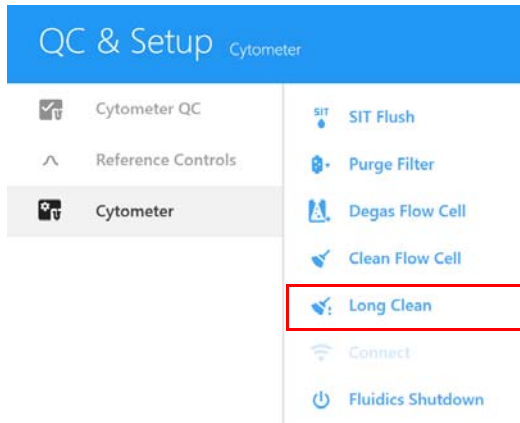 QC & Setup Cytometer
Cytometer QC
Reference Controls
Cytometer
SIT SIT Flush
Purge Filter
Degas Flow Cell
Clean Flow Cell
Long Clean
Connect
Fluidics Shutdown